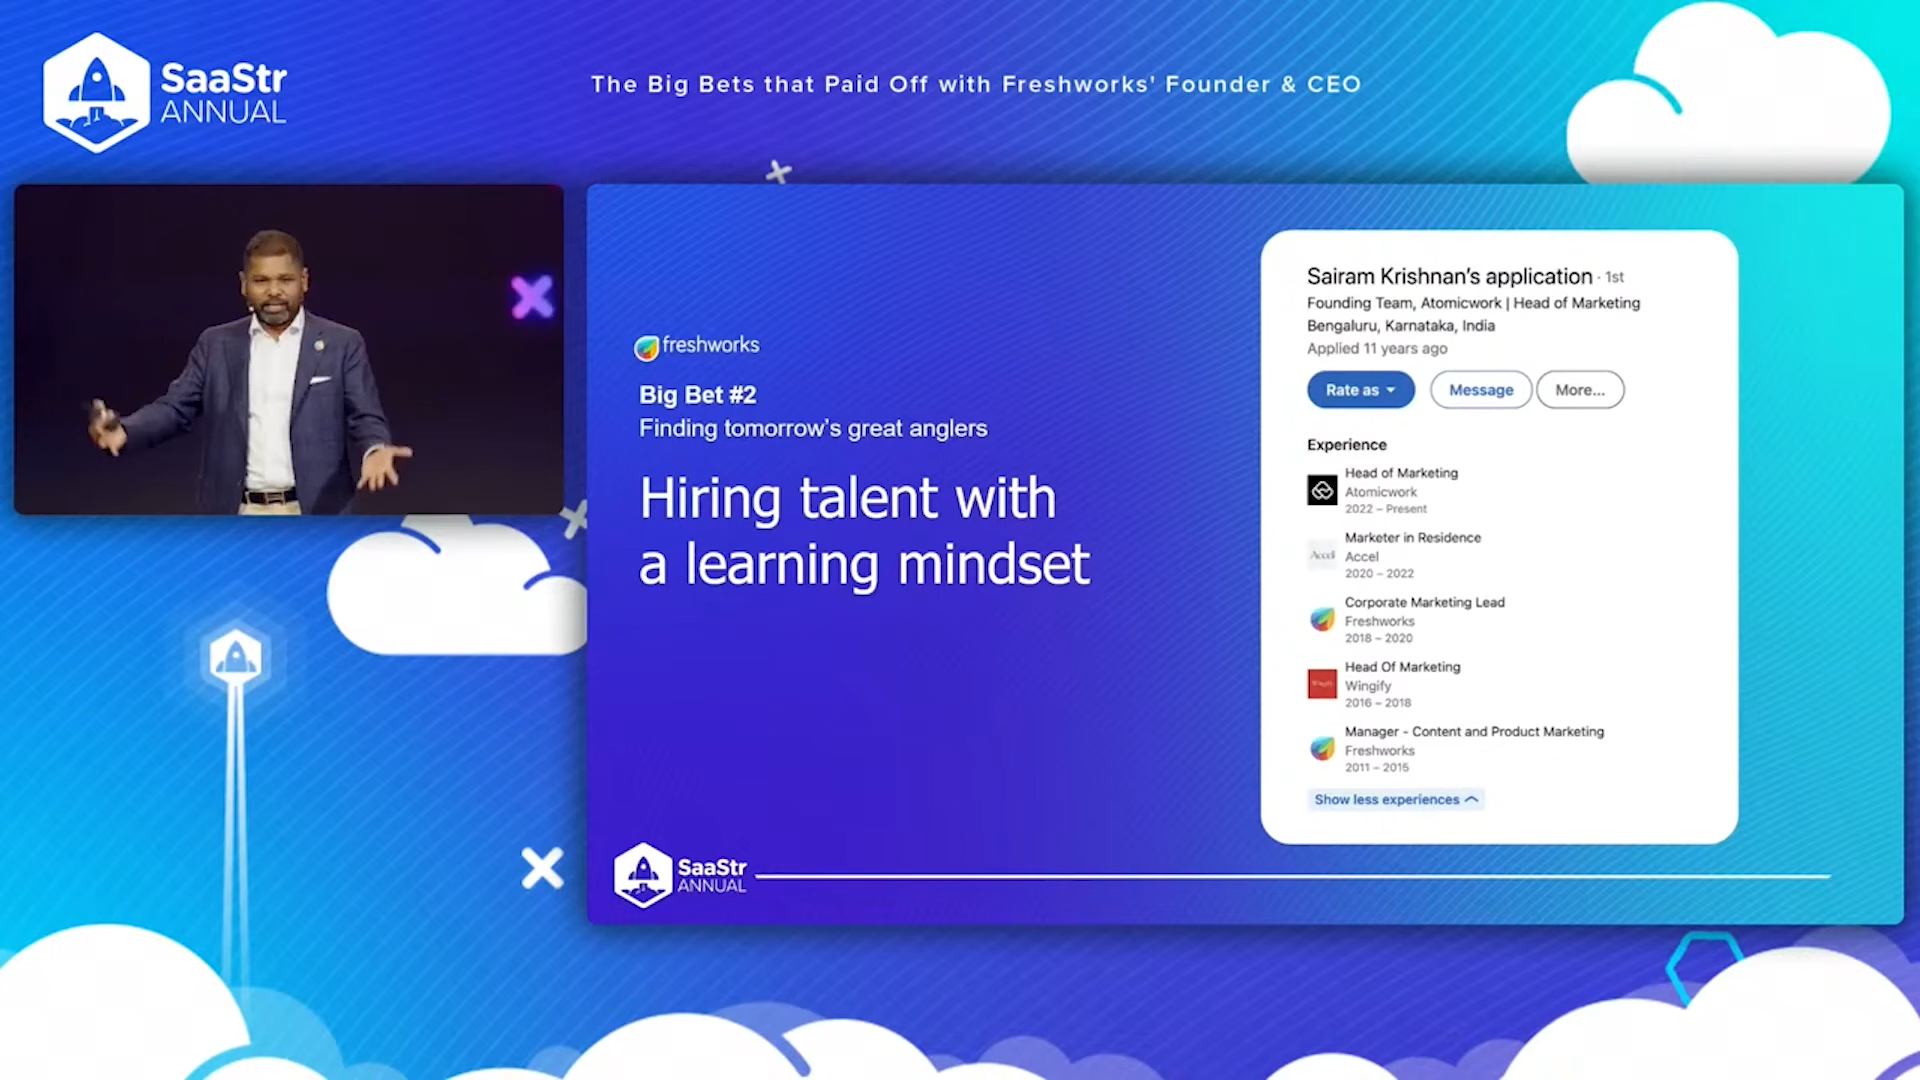 SaaStr
ANNUAL
The Big Bets that Paid Off with Freshworks' Founder & CEO
freshworks
Big Bet #2
Finding tomorrow's great anglers
Hiring talent with
a learning mindset
Sairam Krishnan's application · 1st
Founding Team, Atomicwork | Head of Marketing
Bengaluru, Karnataka, India
Applied 11 years ago
Rate as
Message
More...
Experience
Head of Marketing
Atomicwork
2022 – Present
Accel
Marketer in Residence
Accel
2020 – 2022
Corporate Marketing Lead
Freshworks
2018 – 2020
Wingify
Head Of Marketing
Wingify
2016 – 2018
Manager - Content and Product Marketing
Freshworks
2011 – 2015
Show less experiences
SaaStr
ANNUAL